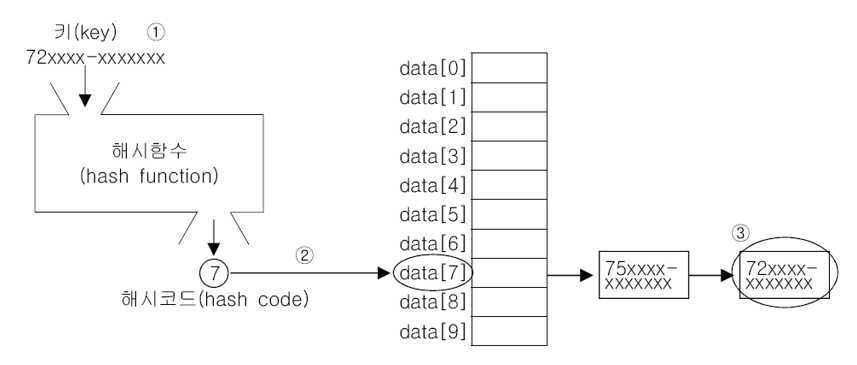 키(key) ①
72xxxx-xxxxxxx
해시함수
(hash function)
②
7
해시코드(hash code)
data[0]
data[1]
data[2]
data[3]
data[4]
data[5]
data[6]
data[7]
data[8]
data[9]
75xxxx-
xxxxxxx
③
72xxxx-
xxxxxxx